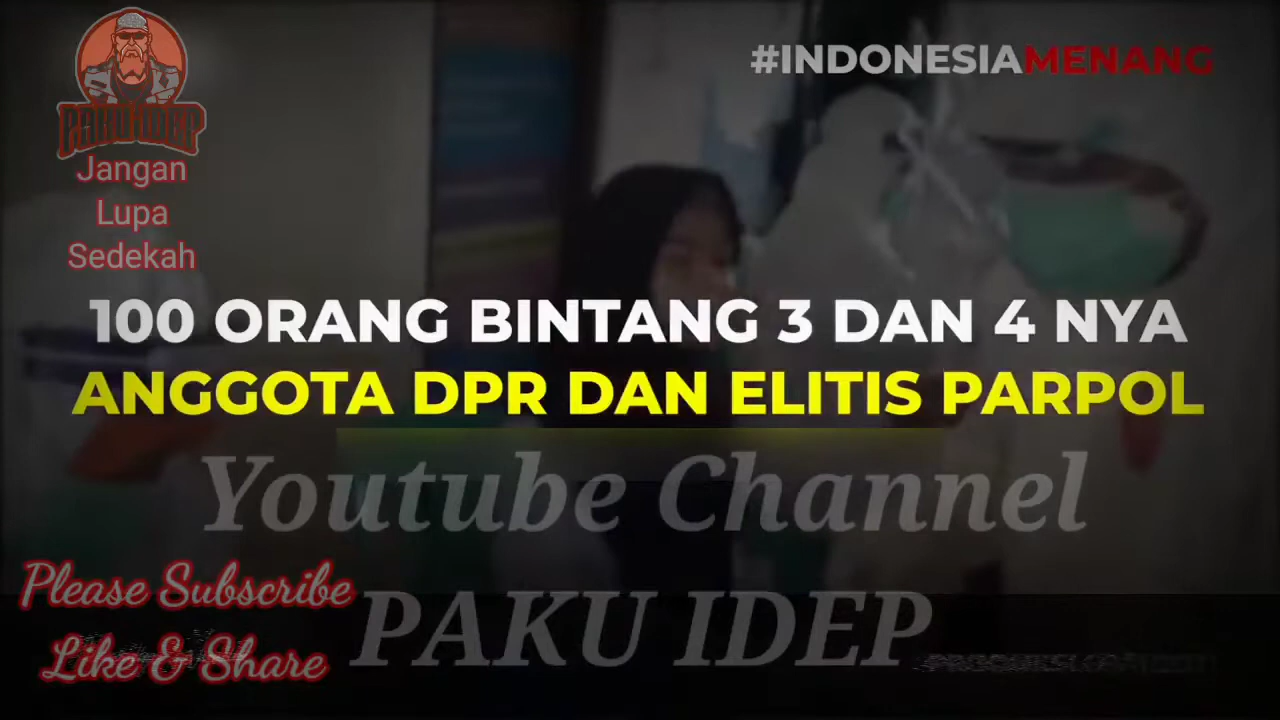 #INDONESIAMENANG
PAKU IDEP
Jangan
Lupa
Sedekah
100 ORANG BINTANG 3 DAN 4 NYA
ANGGOTA DPR DAN ELITIS PARPOL
Youtube Channel
PAKU IDEP
Please Subscribe
Like & Share